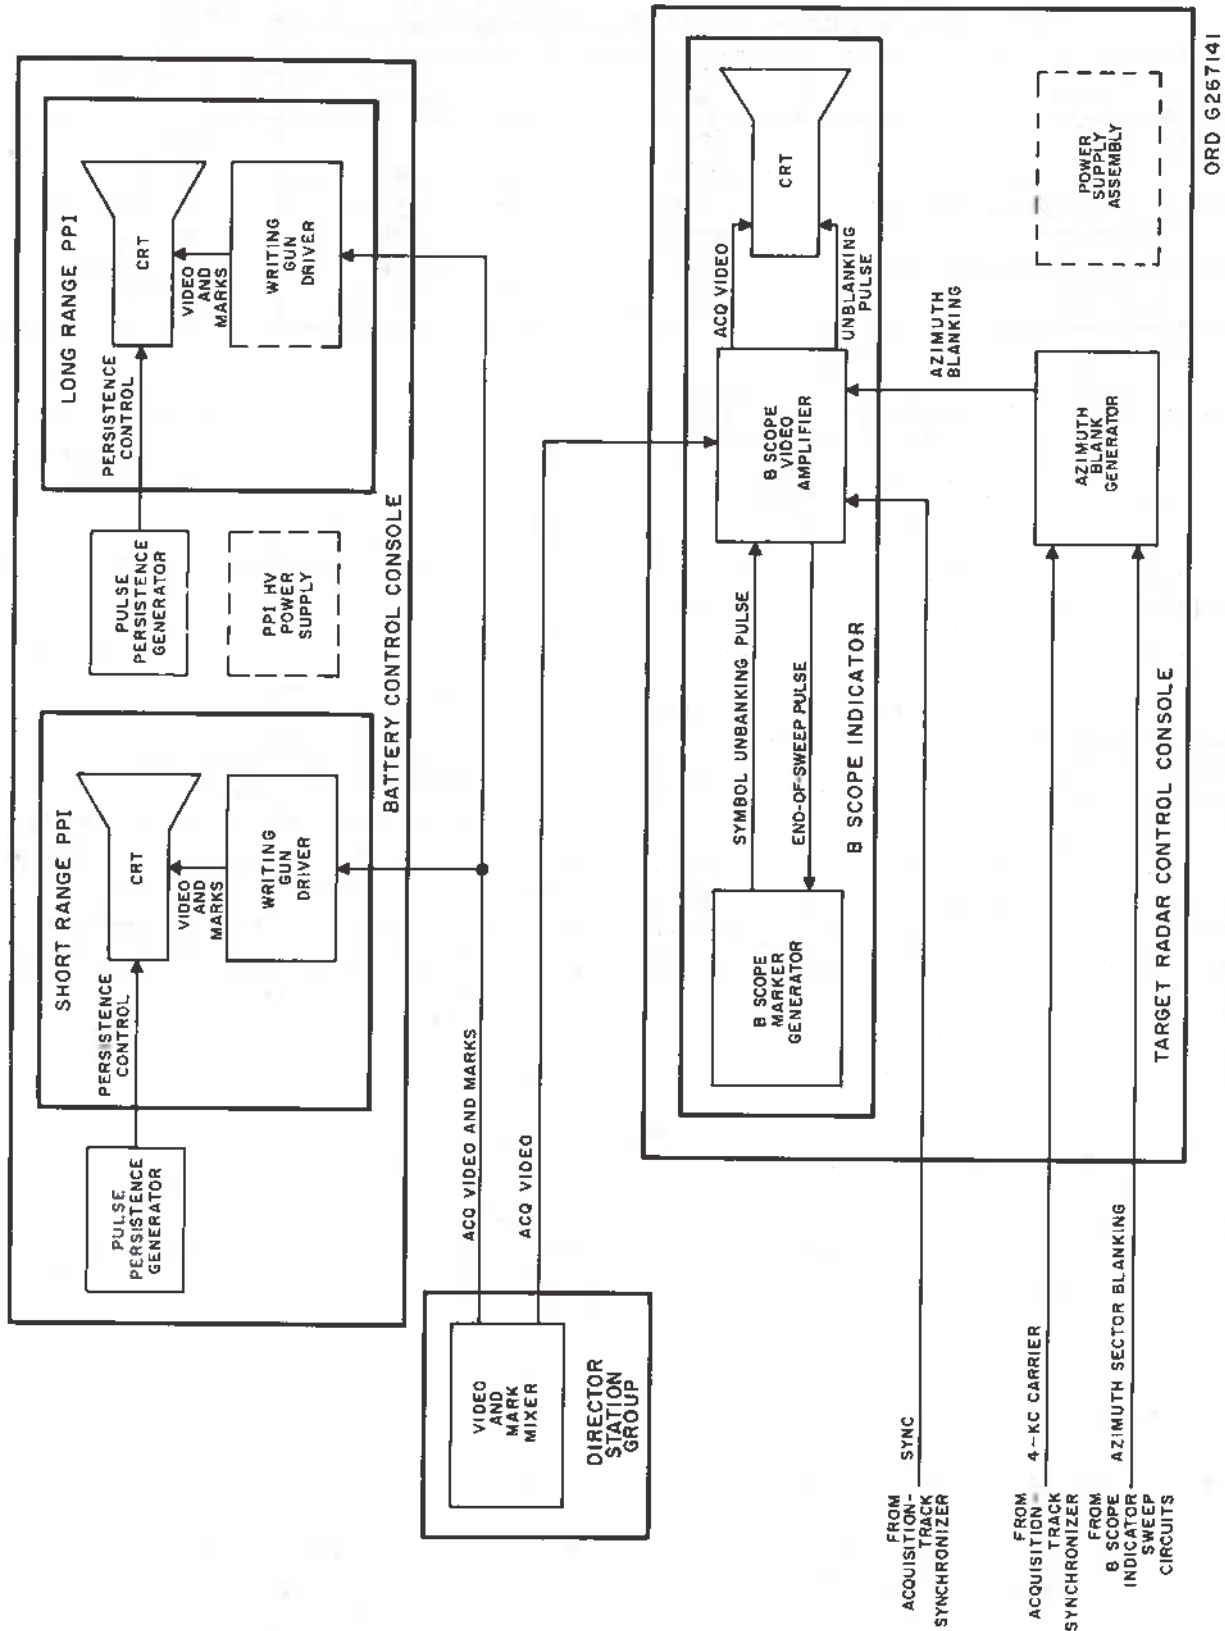 SHORT RANGE PPI
LONG RANGE PPI
PULSE
PERSISTENCE
GENERATOR
PERSISTENCE
CONTROL
CRT
VIDEO
AND
MARKS
WRITING
GUN
DRIVER
PULSE
PERSISTENCE
GENERATOR
PPI HV
POWER
SUPPLY
PERSISTENCE
CONTROL
CRT
VIDEO
AND
MARKS
WRITING
GUN
DRIVER
BATTERY CONTROL CONSOLE
VIDEO
AND
MARK
MIXER
DIRECTOR
STATION
GROUP
ACQ VIDEO AND MARKS
ACQ VIDEO
B SCOPE
MARKER
GENERATOR
SYMBOL UNBANKING PULSE
END-OF-SWEEP PULSE
B SCOPE
VIDEO
AMPLIFIER
ACQ VIDEO
UNBLANKING
PULSE
CRT
B SCOPE INDICATOR
AZIMUTH
BLANKING
AZIMUTH
BLANK
GENERATOR
POWER
SUPPLY
ASSEMBLY
TARGET RADAR CONTROL CONSOLE
FROM
ACQUISITION-
TRACK
SYNCHRONIZER
SYNC
FROM
ACQUISITION-
TRACK
SYNCHRONIZER
4-KC CARRIER
FROM
B SCOPE
INDICATOR
SWEEP
CIRCUITS
AZIMUTH SECTOR BLANKING
ORD G267141